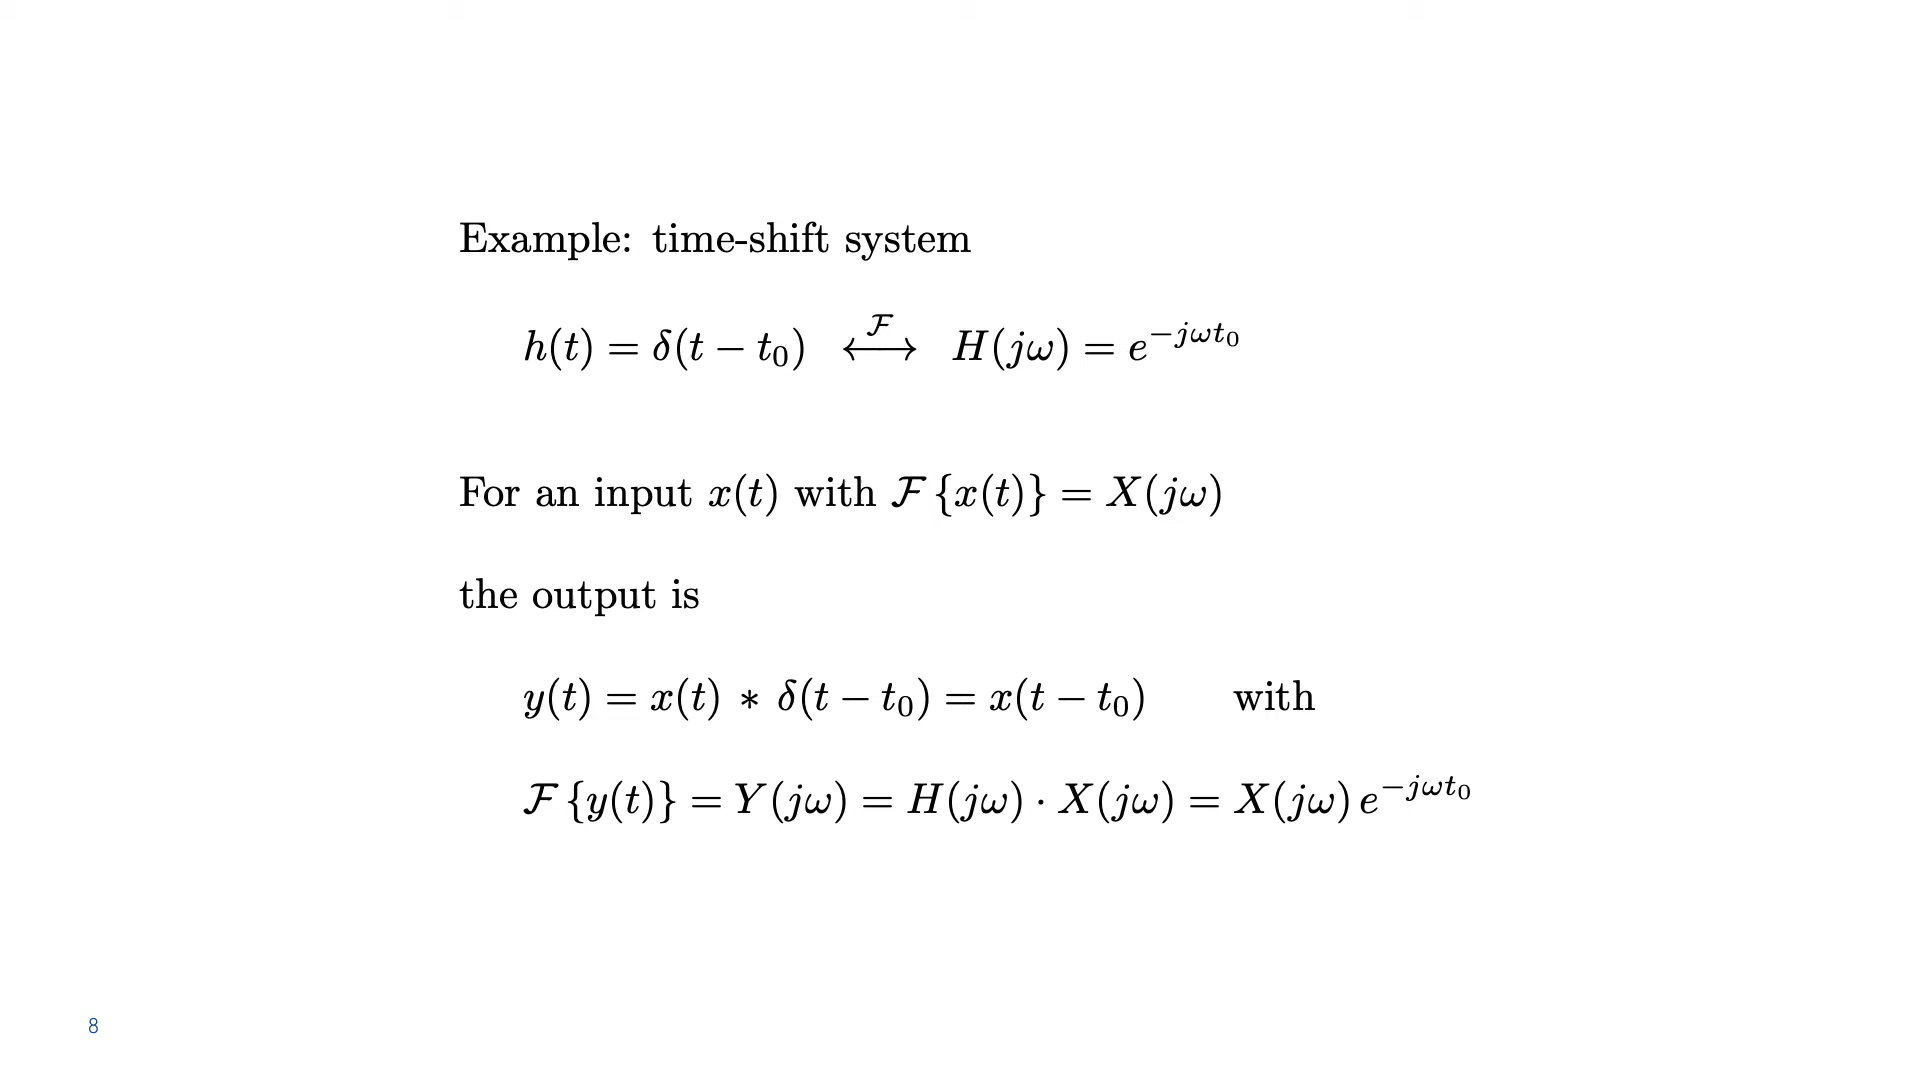 Example: time-shift system
h(t) = δ(t − t₀) ⟷ᶠ H(jω) = e^{−jωt₀}
For an input x(t) with ℱ{x(t)} = X(jω)
the output is
y(t) = x(t) ∗ δ(t − t₀) = x(t − t₀) with
ℱ{y(t)} = Y(jω) = H(jω) · X(jω) = X(jω) e^{−jωt₀}
8